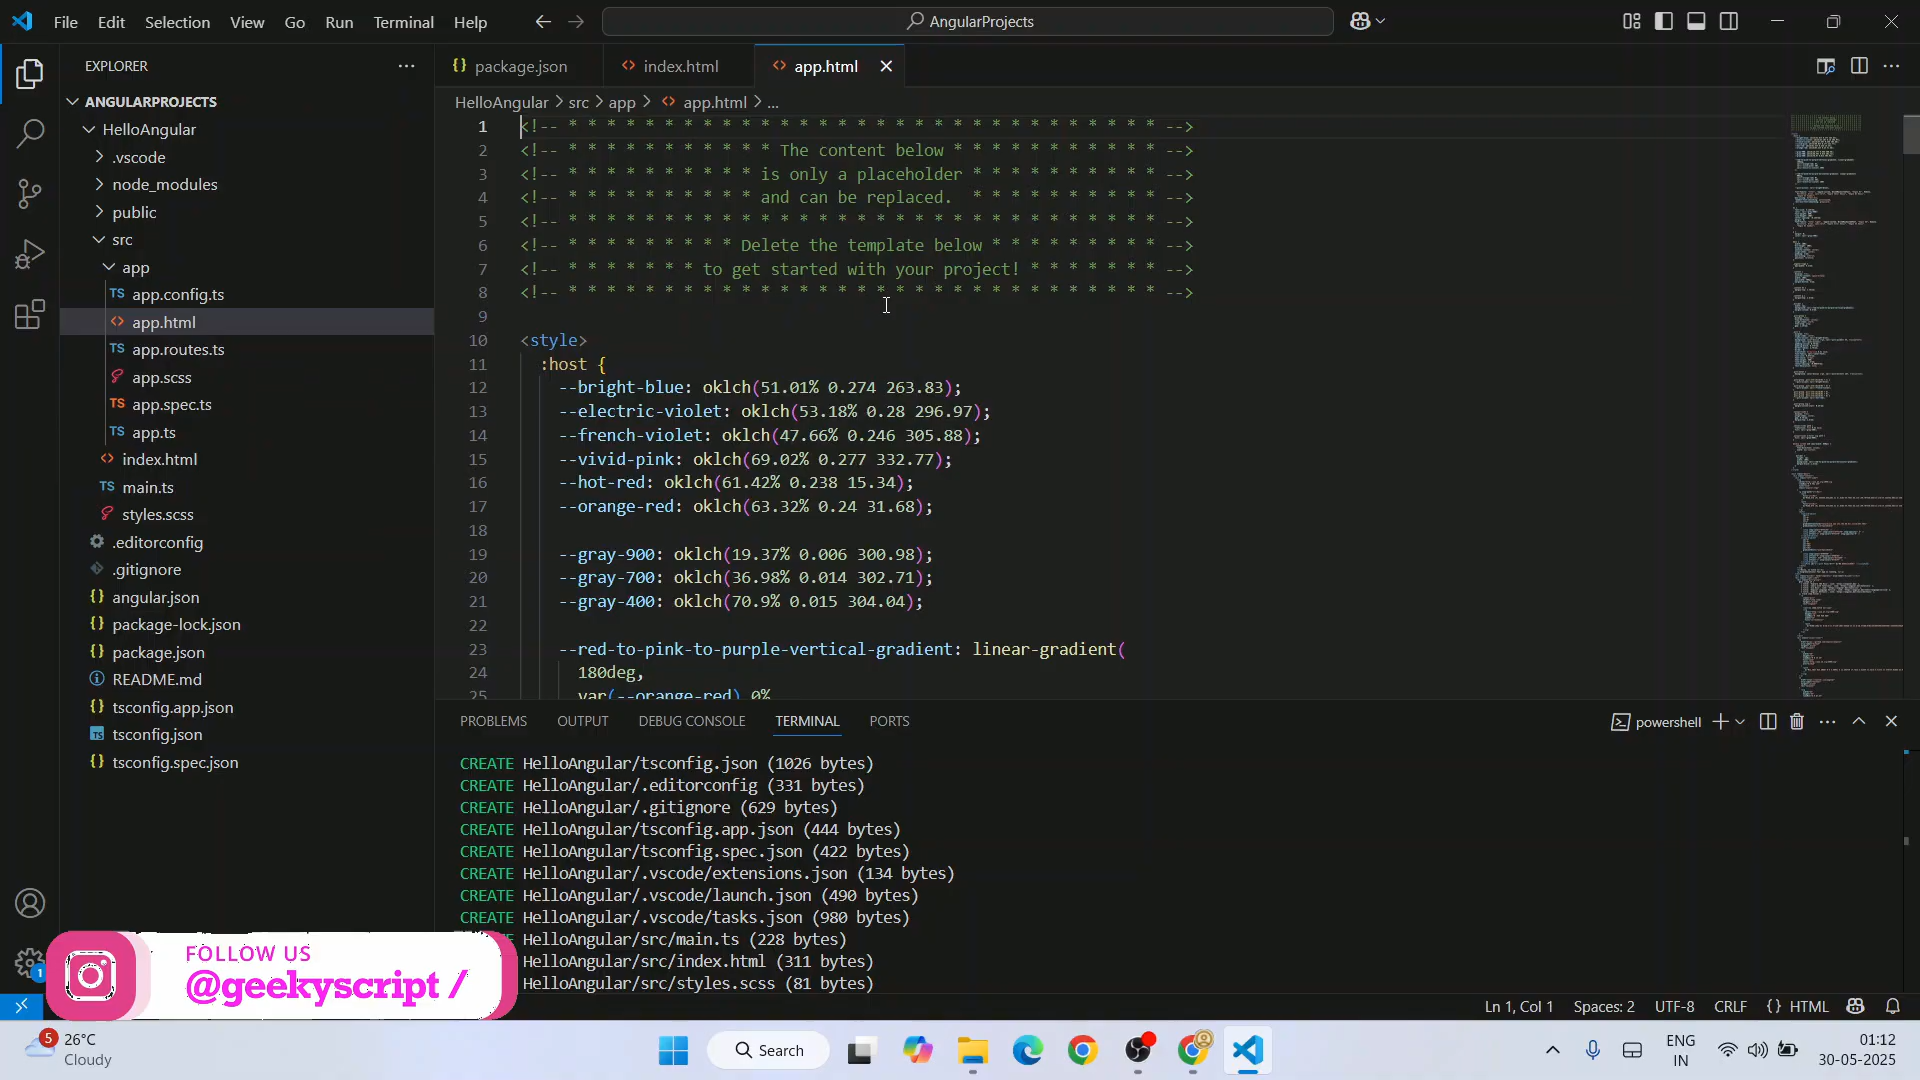 File Edit Selection View Go Run Terminal Help
AngularProjects
EXPLORER
ANGULARPROJECTS
HelloAngular
.vscode
node_modules
public
src
app
TS app.config.ts
app.html
TS app.routes.ts
app.scss
TS app.spec.ts
TS app.ts
index.html
TS main.ts
styles.scss
.editorconfig
.gitignore
{} angular.json
{} package-lock.json
{} package.json
README.md
{} tsconfig.app.json
TS tsconfig.json
{} tsconfig.spec.json
{} package.json
<> index.html
<> app.html
HelloAngular > src > app > <> app.html > ...
1 <!-- * * * * * * * * * * * * * * * * * * * * * * * * * * * * * * * -->
2 <!-- * * * * * * * * * * * The content below * * * * * * * * * * * -->
3 <!-- * * * * * * * * * * is only a placeholder * * * * * * * * * * -->
4 <!-- * * * * * * * * * * and can be replaced.  * * * * * * * * * * -->
5 <!-- * * * * * * * * * * * * * * * * * * * * * * * * * * * * * * * -->
6 <!-- * * * * * * * * * Delete the template below * * * * * * * * * -->
7 <!-- * * * * * * * to get started with your project! * * * * * * * -->
8 <!-- * * * * * * * * * * * * * * * * * * * * * * * * * * * * * * * -->
9
10 <style>
11 :host {
12 --bright-blue: oklch(51.01% 0.274 263.83);
13 --electric-violet: oklch(53.18% 0.28 296.97);
14 --french-violet: oklch(47.66% 0.246 305.88);
15 --vivid-pink: oklch(69.02% 0.277 332.77);
16 --hot-red: oklch(61.42% 0.238 15.34);
17 --orange-red: oklch(63.32% 0.24 31.68);
18
19 --gray-900: oklch(19.37% 0.006 300.98);
20 --gray-700: oklch(36.98% 0.014 302.71);
21 --gray-400: oklch(70.9% 0.015 304.04);
22
23 --red-to-pink-to-purple-vertical-gradient: linear-gradient(
24 180deg,
25 var(--orange-red) 0%
PROBLEMS OUTPUT DEBUG CONSOLE TERMINAL PORTS
powershell
CREATE HelloAngular/tsconfig.json (1026 bytes)
CREATE HelloAngular/.editorconfig (331 bytes)
CREATE HelloAngular/.gitignore (629 bytes)
CREATE HelloAngular/tsconfig.app.json (444 bytes)
CREATE HelloAngular/tsconfig.spec.json (422 bytes)
CREATE HelloAngular/.vscode/extensions.json (134 bytes)
CREATE HelloAngular/.vscode/launch.json (490 bytes)
CREATE HelloAngular/.vscode/tasks.json (980 bytes)
HelloAngular/src/main.ts (228 bytes)
HelloAngular/src/index.html (311 bytes)
HelloAngular/src/styles.scss (81 bytes)
FOLLOW US
@geekyscript /
1
Ln 1, Col 1 Spaces: 2 UTF-8 CRLF {} HTML
5
26°C
Cloudy
Search
ENG
IN
01:12
30-05-2025